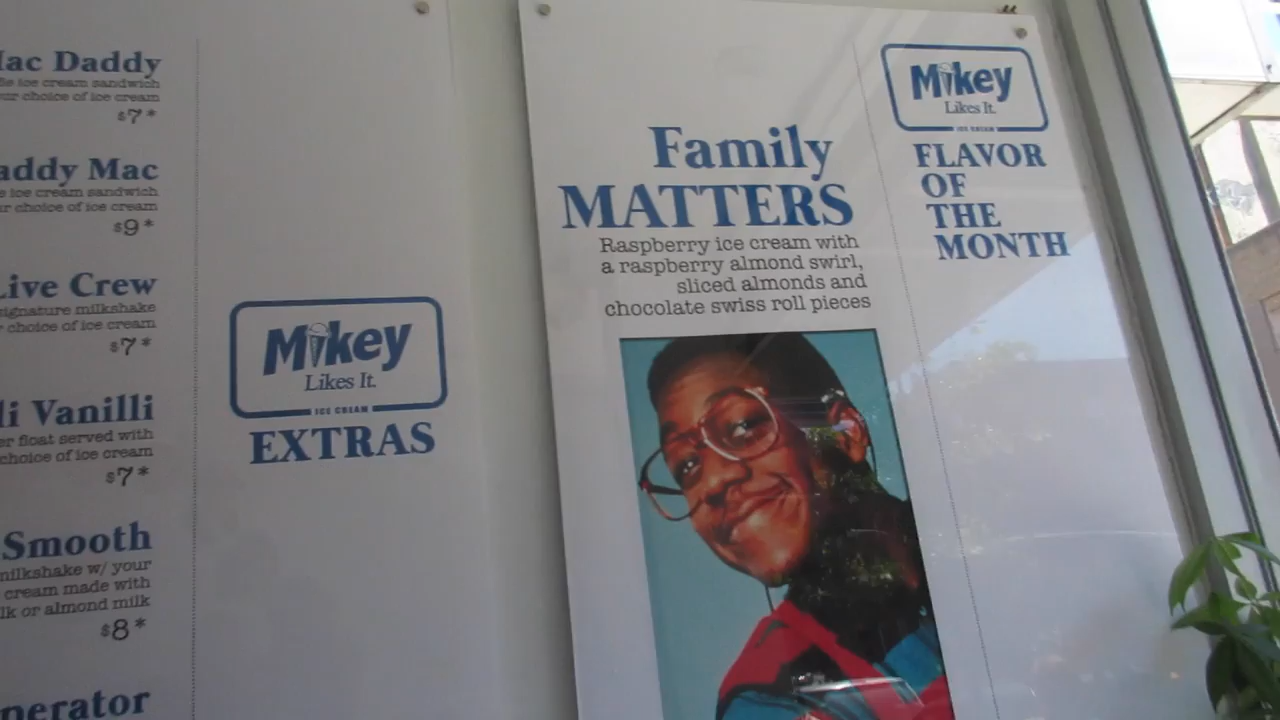 Mac Daddy
ice cream sandwich
choice of ice cream
$7*
Daddy Mac
ice cream sandwich
choice of ice cream
$9*
Live Crew
signature milkshake
choice of ice cream
$7*
Vanilli
float served with
choice of ice cream
$7*
Smooth
milkshake w/ your
cream made with
or almond milk
$8*
Mikey
Likes It.
ICE CREAM
EXTRAS
Family
MATTERS
Raspberry ice cream with
a raspberry almond swirl,
sliced almonds and
chocolate swiss roll pieces
Mikey
Likes It.
ICE CREAM
FLAVOR
OF
THE
MONTH